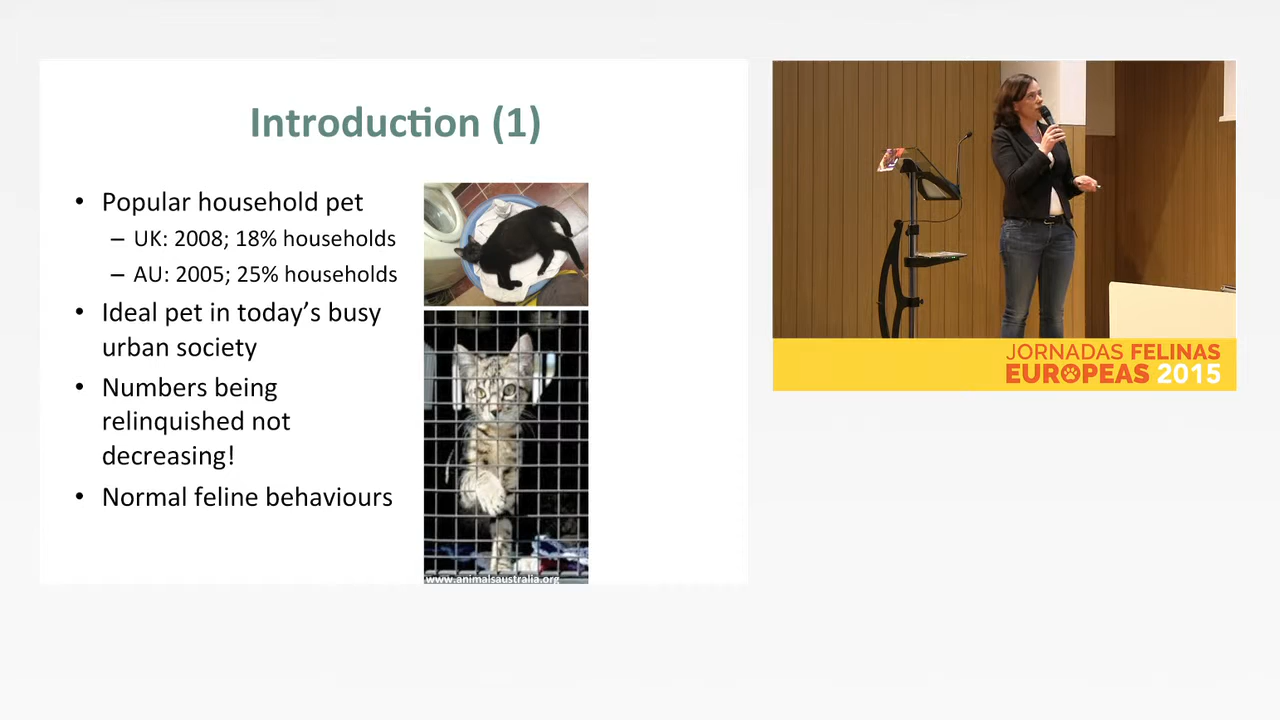 Introduction (1)
• Popular household pet
– UK: 2008; 18% households
– AU: 2005; 25% households
• Ideal pet in today's busy
urban society
• Numbers being
relinquished not
decreasing!
• Normal feline behaviours
www.animalsaustralia.org
JORNADAS FELINAS
EUROPEAS 2015